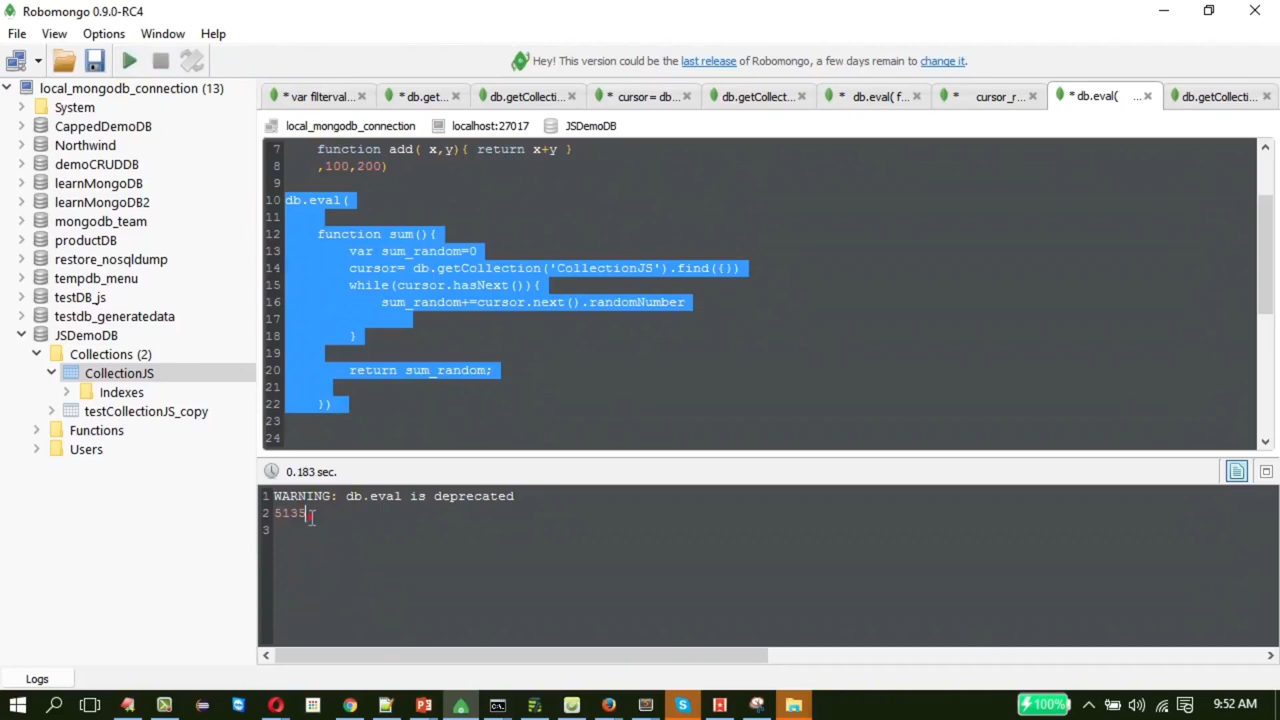 Robomongo 0.9.0-RC4
File View Options Window Help
Hey! This version could be the last release of Robomongo, a few days remain to change it.
local_mongodb_connection (13)
System
CappedDemoDB
Northwind
demoCRUDDB
learnMongoDB
learnMongoDB2
mongodb_team
productDB
restore_nosqldump
tempdb_menu
testDB_js
testdb_generatedata
JSDemoDB
Collections (2)
CollectionJS
Indexes
testCollectionJS_copy
Functions
Users
Logs
* var filterval... * db.get... db.getCollecti... * cursor= db... db.getCollect... * db.eval( f... * cursor_r... * db.eval( ... db.getCollecti...
local_mongodb_connection localhost:27017 JSDemoDB
7 function add( x,y){ return x+y }
8 ,100,200)
9
10 db.eval(
11
12 function sum(){
13 var sum_random=0
14 cursor= db.getCollection('CollectionJS').find({})
15 while(cursor.hasNext()){
16 sum_random+=cursor.next().randomNumber
17
18 }
19
20 return sum_random;
21
22 })
23
24
0.183 sec.
1 WARNING: db.eval is deprecated
2 5135
3
100% 9:52 AM